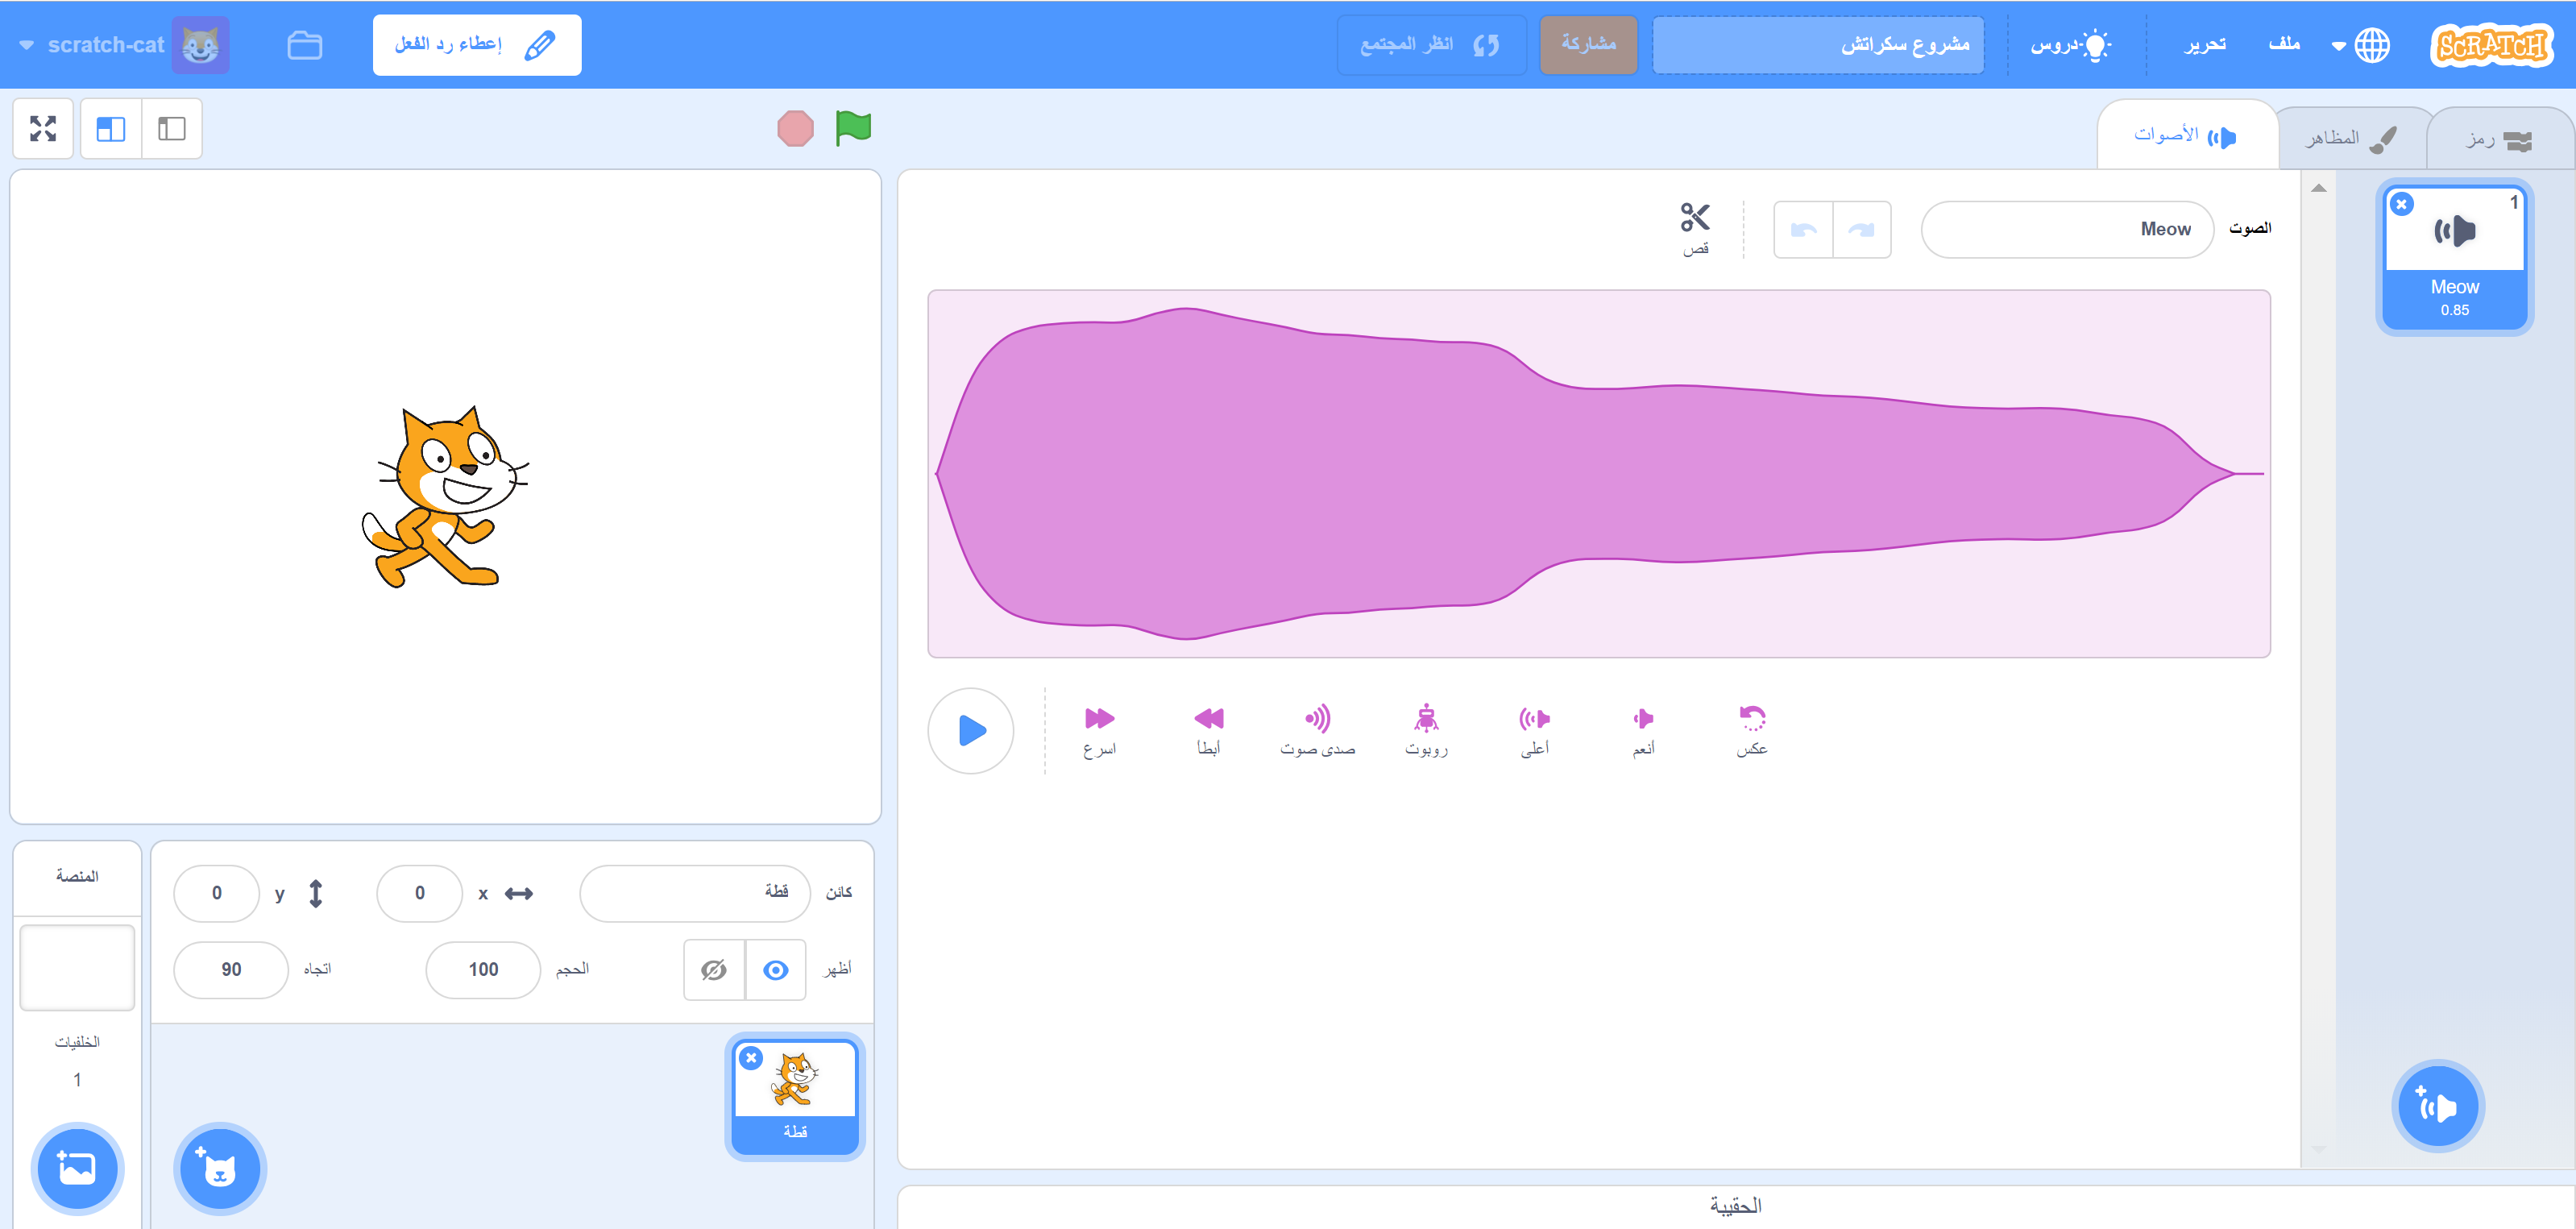 SCRATCH
ملف
تحرير
دروس
مشروع سكراتش
مشاركة
انظر المجتمع
إعطاء رد الفعل
scratch-cat
رمز
المظاهر
الأصوات
1
Meow
0.85
الصوت
Meow
قص
اسرع
أبطأ
صدى صوت
روبوت
أعلى
أنعم
عكس
كائن
قطة
x
0
y
0
أظهر
الحجم
100
اتجاه
90
قطة
المنصة
الخلفيات
1
الحقيبة